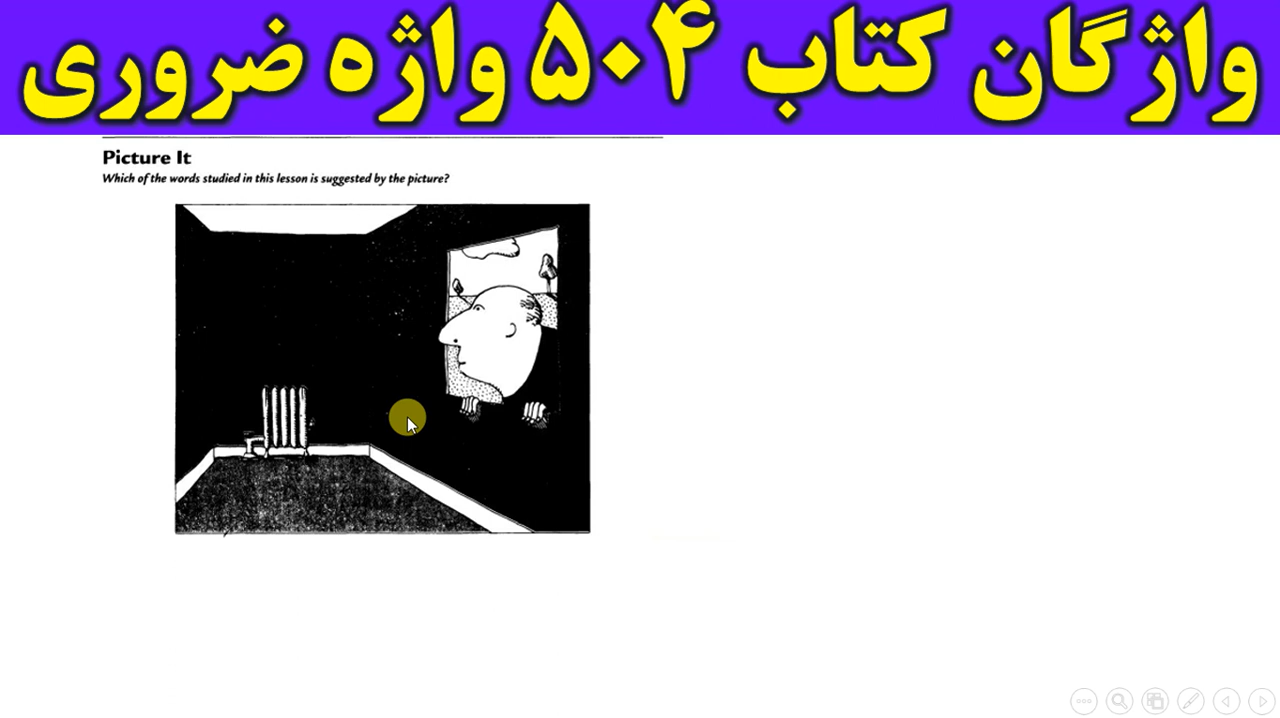 واژگان کتاب ۵۰۴ واژه ضروری
Picture It
Which of the words studied in this lesson is suggested by the picture?